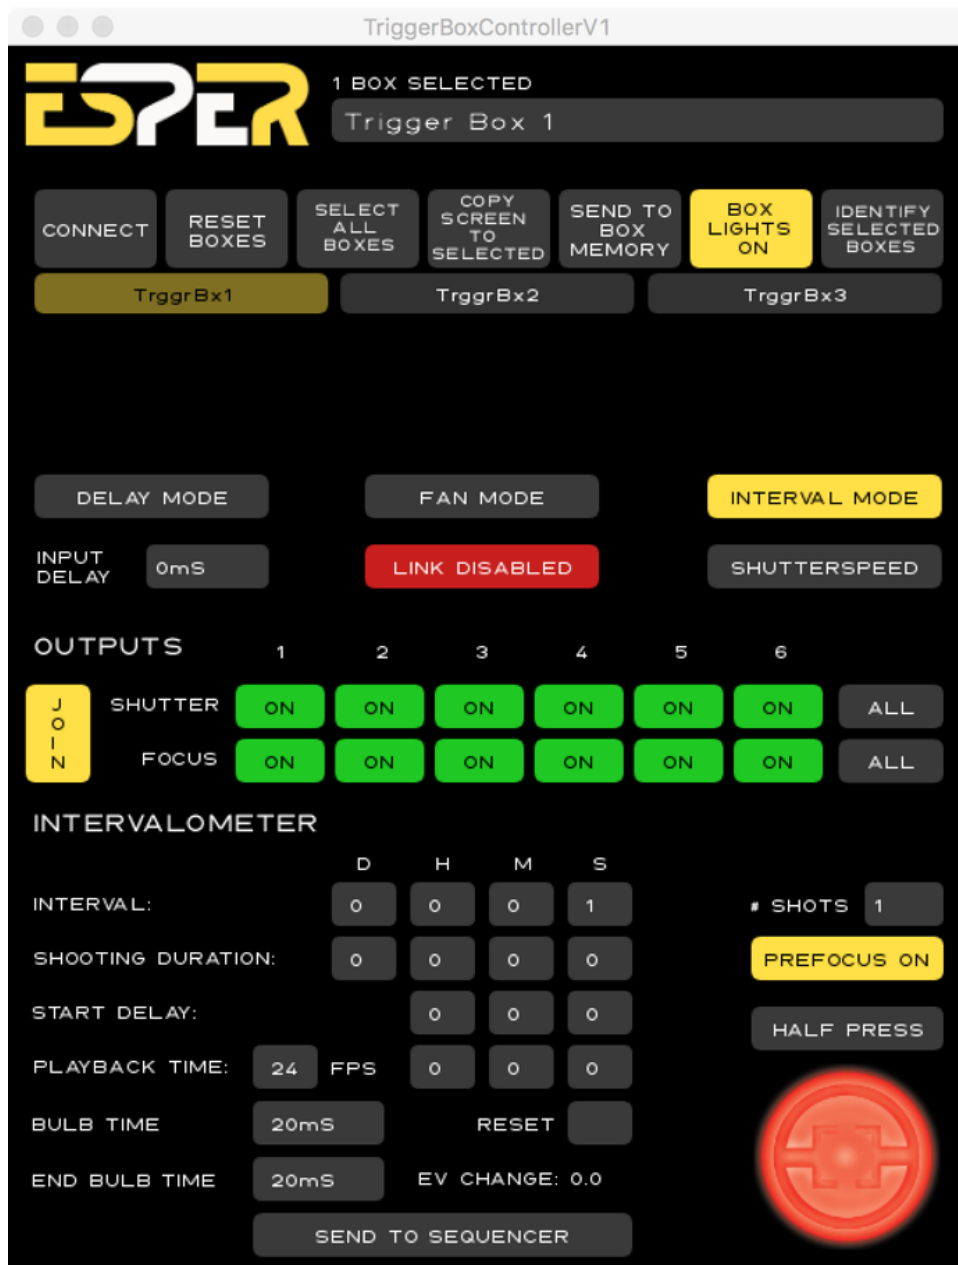 TriggerBoxControllerV1
ESPER
1 BOX SELECTED
Trigger Box 1
CONNECT
RESET
BOXES
SELECT
ALL
BOXES
COPY
SCREEN
TO
SELECTED
SEND TO
BOX
MEMORY
BOX
LIGHTS
ON
IDENTIFY
SELECTED
BOXES
TrggrBx1 TrggrBx2 TrggrBx3
DELAY MODE FAN MODE INTERVAL MODE
INPUT
DELAY
0mS LINK DISABLED SHUTTERSPEED
OUTPUTS 1 2 3 4 5 6
JOIN
SHUTTER ON ON ON ON ON ON ALL
FOCUS ON ON ON ON ON ON ALL
INTERVALOMETER
D H M S
INTERVAL: 0 0 0 1 # SHOTS 1
SHOOTING DURATION: 0 0 0 0 PREFOCUS ON
START DELAY: 0 0 0 HALF PRESS
PLAYBACK TIME: 24 FPS 0 0 0
BULB TIME 20mS RESET
END BULB TIME 20mS EV CHANGE: 0.0
SEND TO SEQUENCER